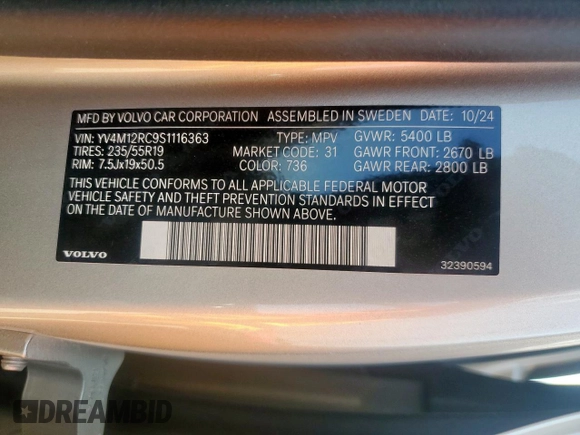 MFD BY VOLVO CAR CORPORATION ASSEMBLED IN SWEDEN DATE: 10/24
VIN: YV4M12RC9S1116363 TYPE: MPV GVWR: 5400 LB
TIRES: 235/55R19 MARKET CODE: 31 GAWR FRONT: 2670 LB
RIM: 7.5Jx19x50.5 COLOR: 736 GAWR REAR: 2800 LB
THIS VEHICLE CONFORMS TO ALL APPLICABLE FEDERAL MOTOR
VEHICLE SAFETY AND THEFT PREVENTION STANDARDS IN EFFECT
ON THE DATE OF MANUFACTURE SHOWN ABOVE.
VOLVO
32390594
DREAMBID